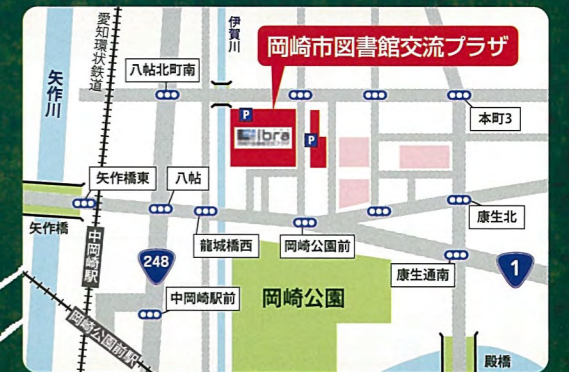 愛知環状鉄道
伊賀川
岡崎市図書館交流プラザ
矢作川
八帖北町南
P
本町3
Libra
P
矢作橋東
八帖
康生北
矢作橋
龍城橋西
岡崎公園前
中岡崎駅
248
康生通南
1
岡崎公園
中岡崎駅前
岡崎公園前駅
殿橋